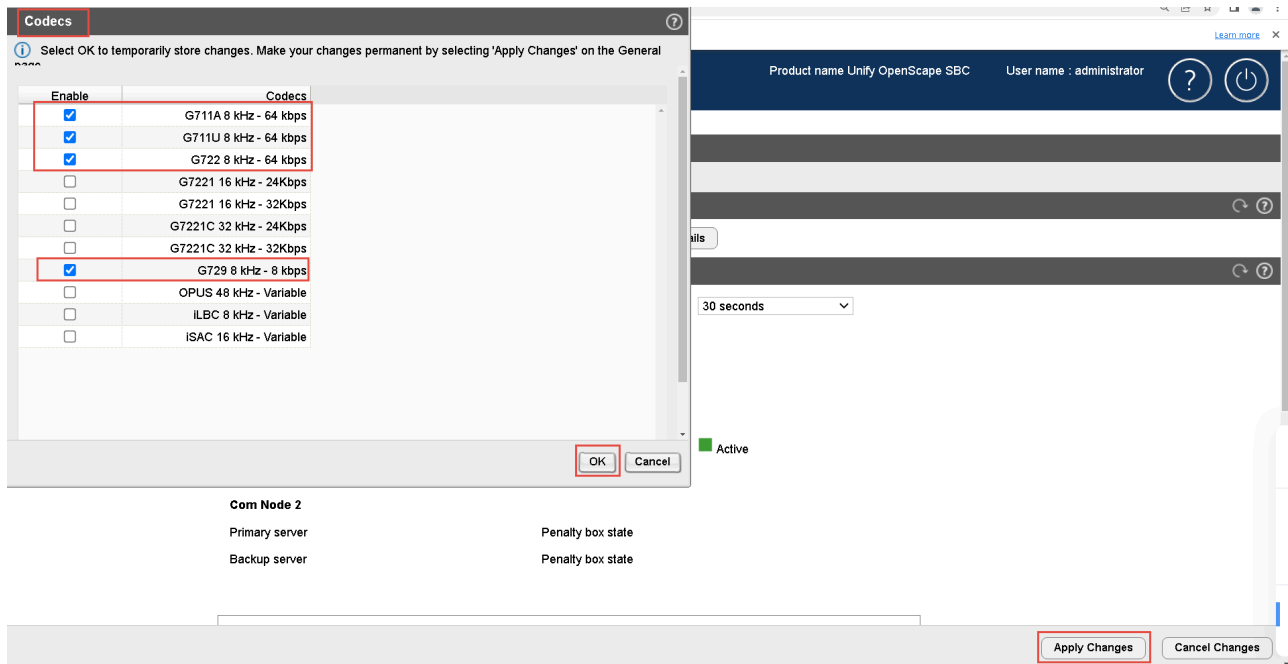 Codecs
Select OK to temporarily store changes. Make your changes permanent by selecting 'Apply Changes' on the General
page
Enable Codecs
G711A 8 kHz - 64 kbps
G711U 8 kHz - 64 kbps
G722 8 kHz - 64 kbps
G7221 16 kHz - 24Kbps
G7221 16 kHz - 32Kbps
G7221C 32 kHz - 24Kbps
G7221C 32 kHz - 32Kbps
G729 8 kHz - 8 kbps
OPUS 48 kHz - Variable
iLBC 8 kHz - Variable
iSAC 16 kHz - Variable
OK Cancel
Learn more
Product name Unify OpenScape SBC User name : administrator
ails
30 seconds
Active
Com Node 2
Primary server Penalty box state
Backup server Penalty box state
Apply Changes Cancel Changes